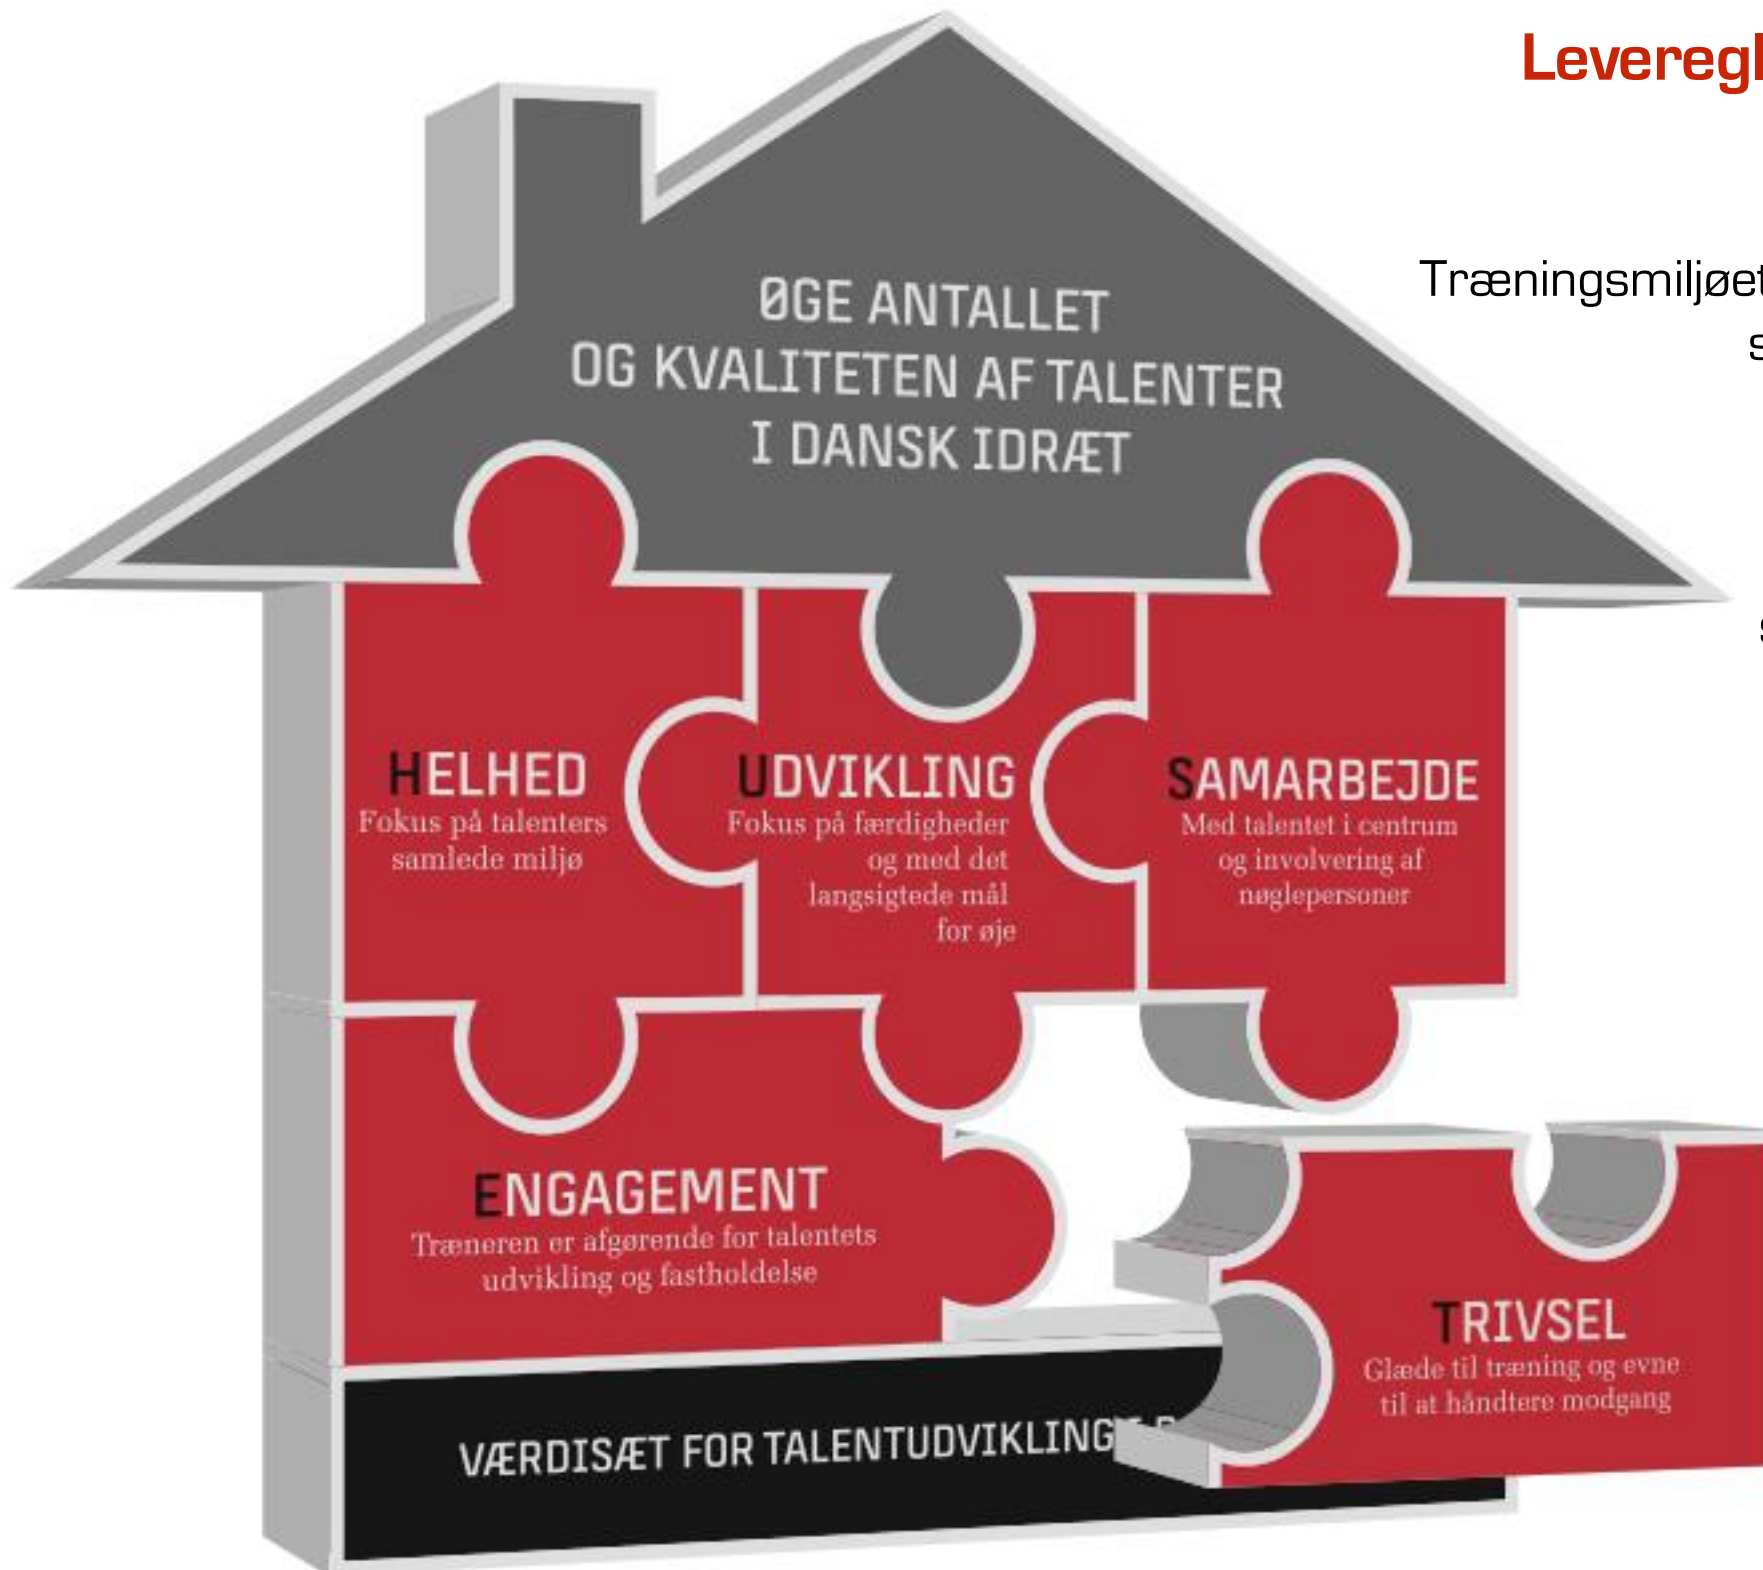 Leveregl
Træningsmiljøet
s
s
ØGE ANTALLET
OG KVALITETEN AF TALENTER
I DANSK IDRÆT
HELHED
Fokus på talenters
samlede miljø
UDVIKLING
Fokus på færdigheder
og med det
langsigtede mål
for øje
SAMARBEJDE
Med talentet i centrum
og involvering af
nøglepersoner
ENGAGEMENT
Træneren er afgørende for talentets
udvikling og fastholdelse
TRIVSEL
Glæde til træning og evne
til at håndtere modgang
VÆRDISÆT FOR TALENTUDVIKLING